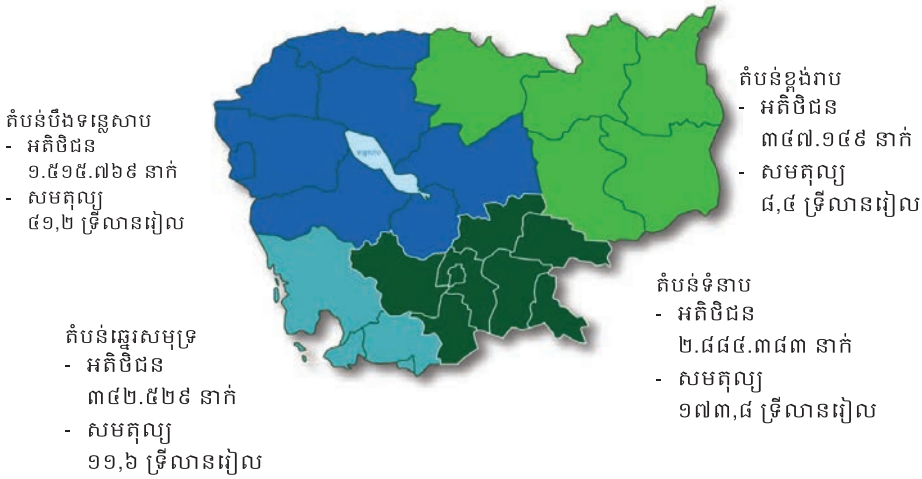 តំបន់បឹងទន្លេសាប
- អតិថិជន
១.៥១៥.៧៦៩ នាក់
- សមតុល្យ
៤១,២ ទ្រីលានរៀល
តំបន់ខ្ពង់រាប
- អតិថិជន
៣៤៧.១៤៩ នាក់
- សមតុល្យ
៨,៤ ទ្រីលានរៀល
តំបន់ឆ្នេរសមុទ្រ
- អតិថិជន
៣៤២.៥២៩ នាក់
- សមតុល្យ
១១,៦ ទ្រីលានរៀល
តំបន់ទំនាប
- អតិថិជន
២.៨៨៤.៣៨៣ នាក់
- សមតុល្យ
១៧៣,៨ ទ្រីលានរៀល